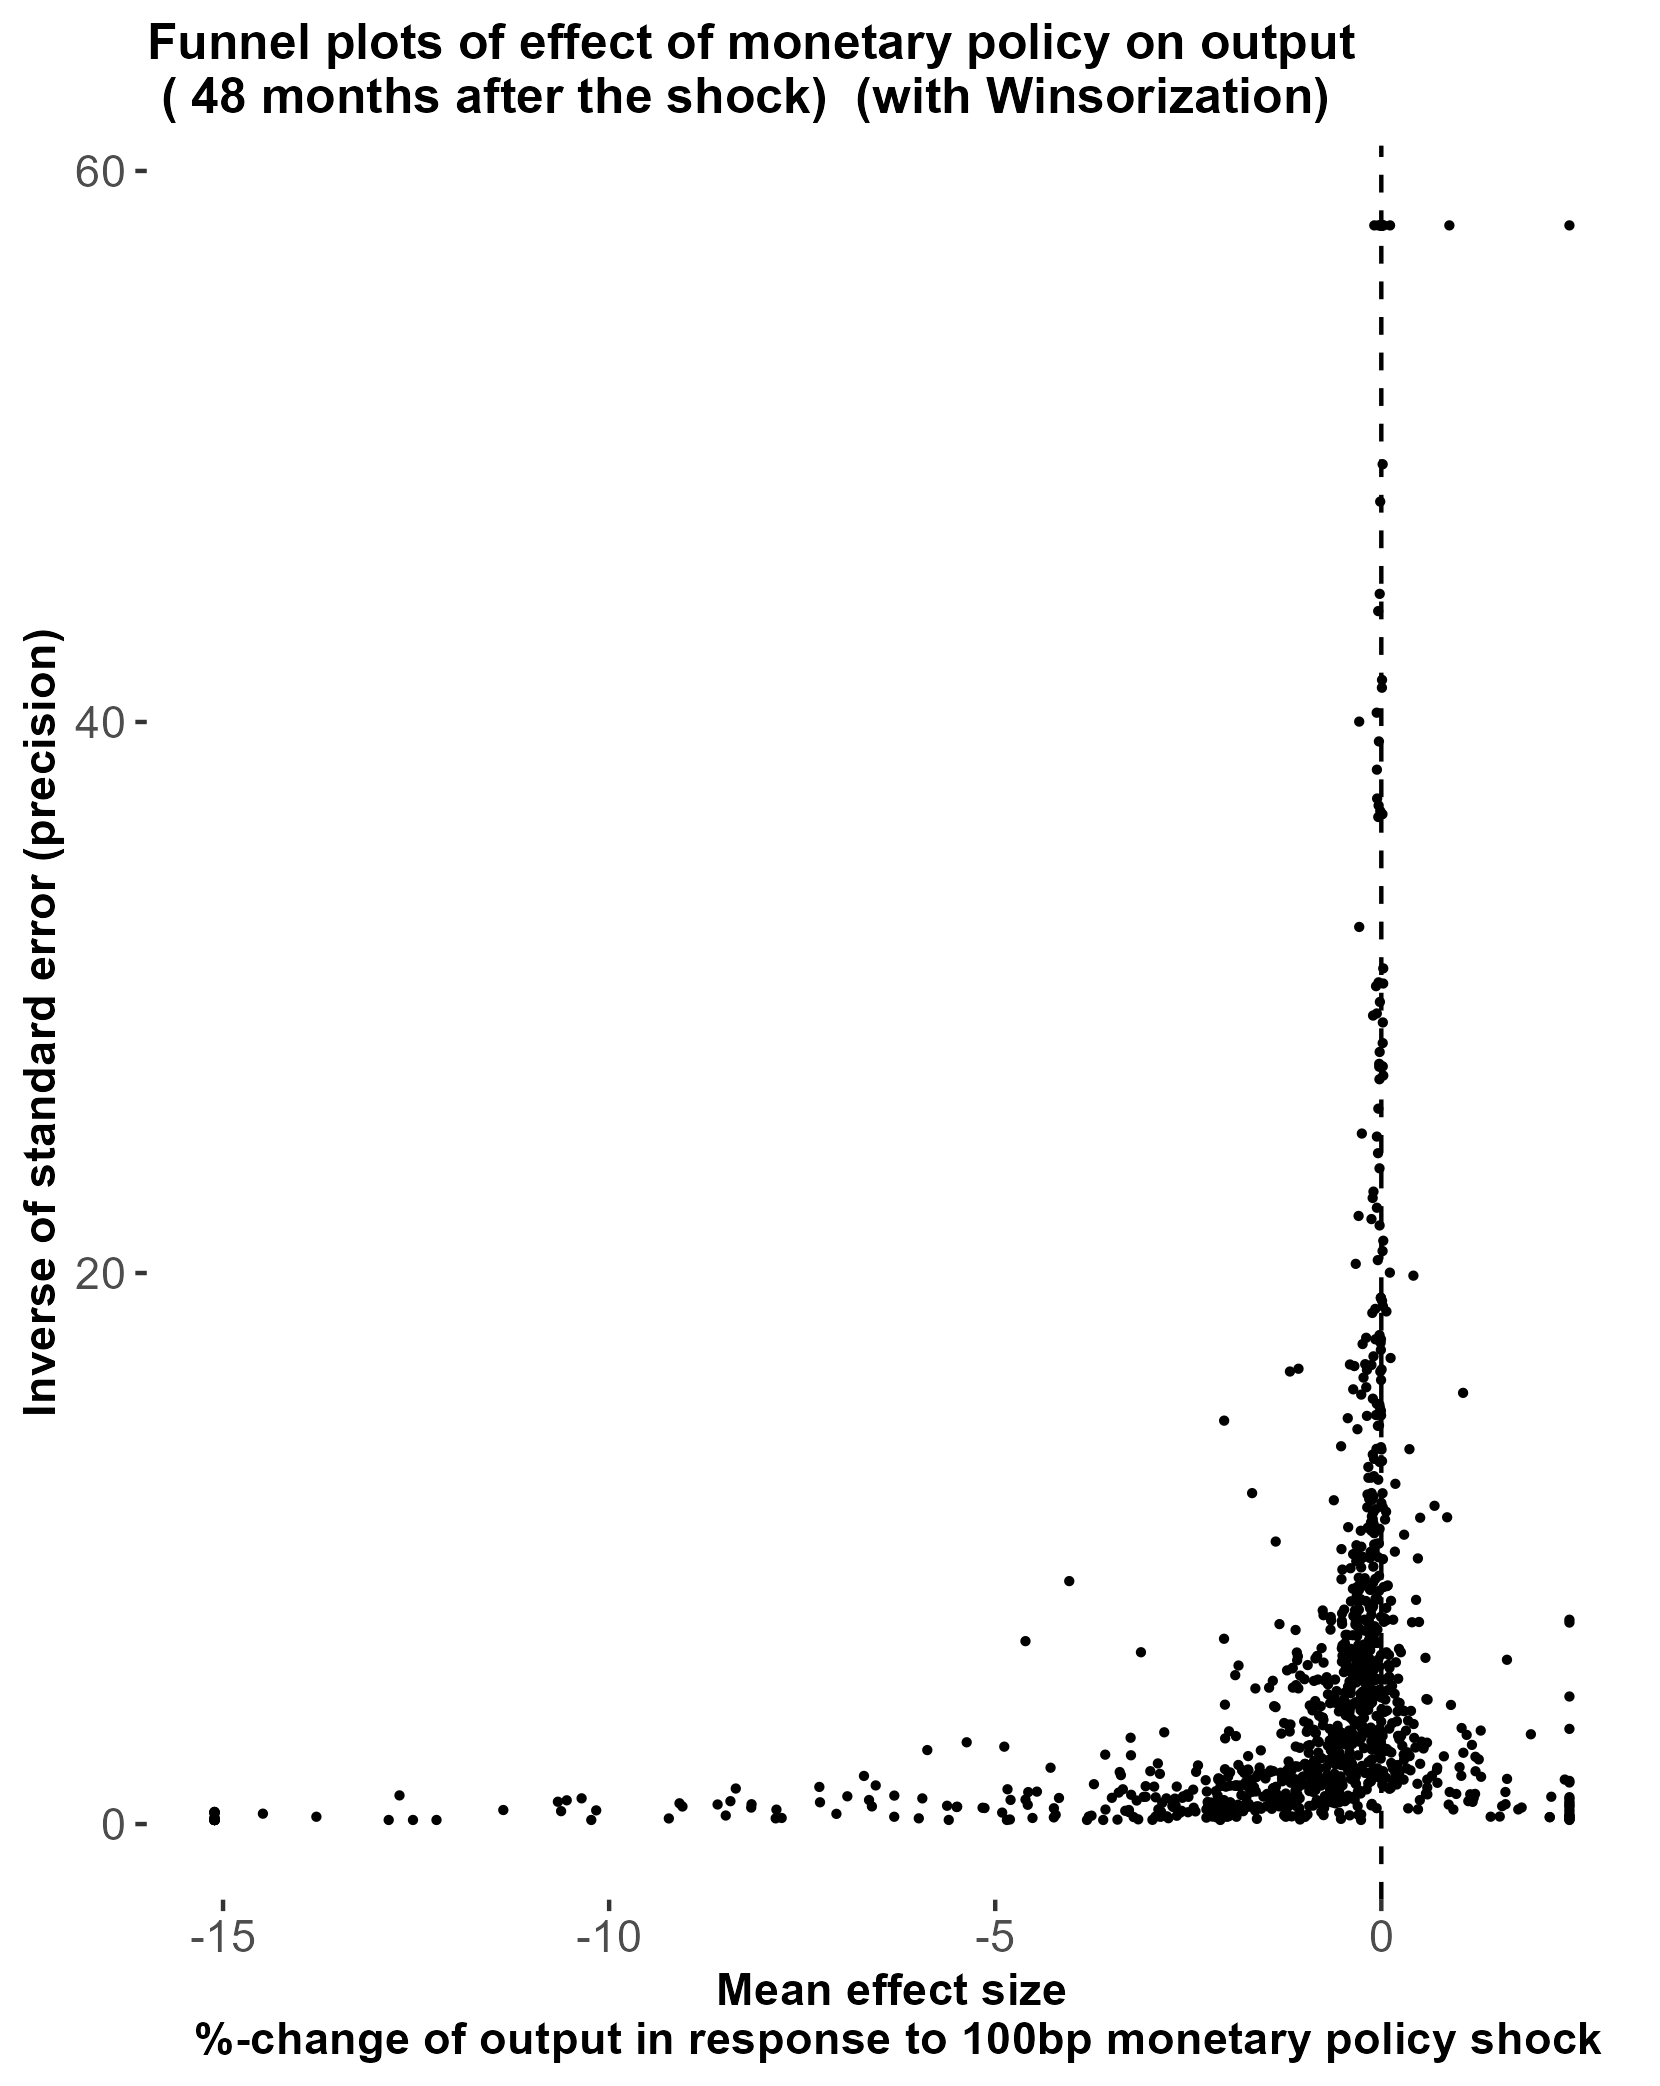 Funnel plots of effect of monetary policy on output
( 48 months after the shock)  (with Winsorization)
60
40
20
0
Inverse of standard error (precision)
-15
-10
-5
0
Mean effect size
%-change of output in response to 100bp monetary policy shock